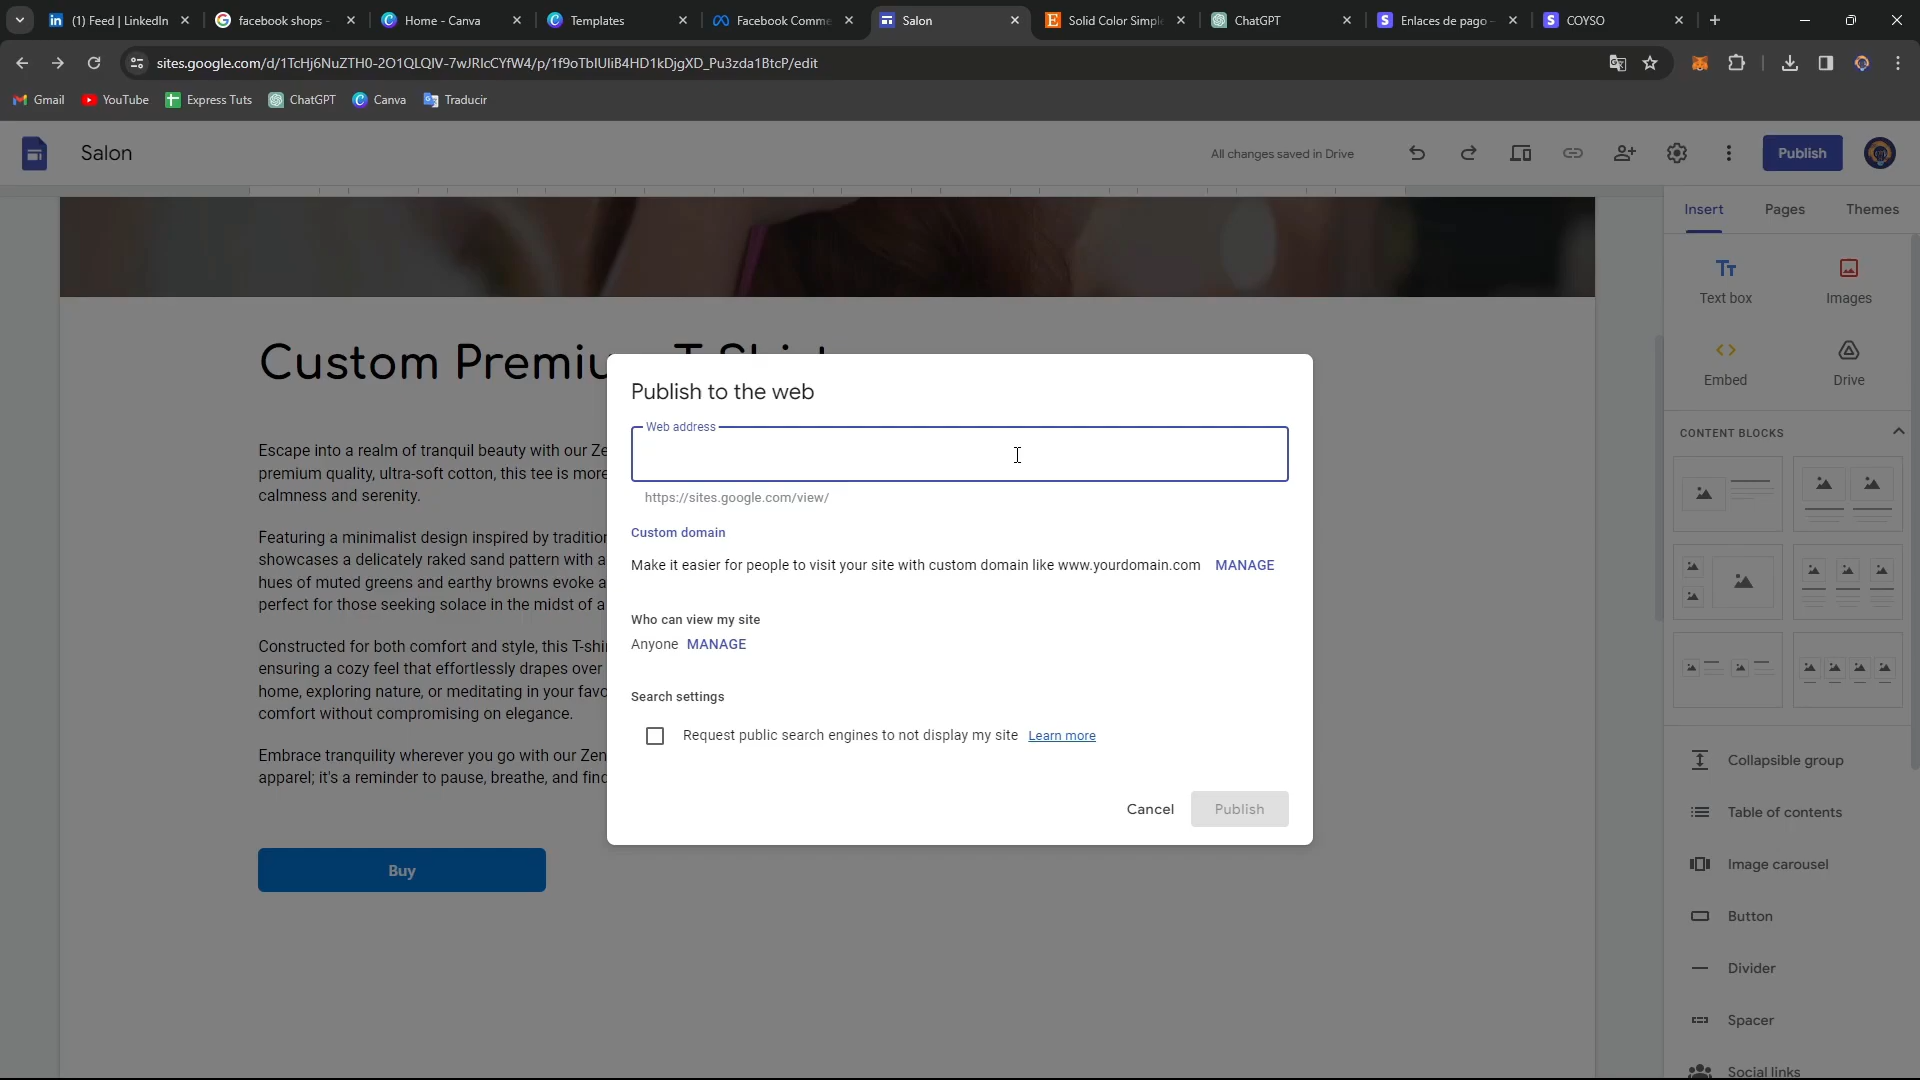 (1) Feed | LinkedIn
facebook shops -
Home - Canva
Templates
Facebook Comme
Salon
Solid Color Simple
ChatGPT
Enlaces de pago -
COYSO
sites.google.com/d/1TcHj6NuZTH0-2O1QLQIV-7wJRIcCYfW4/p/1f9oTbIUIiB4HD1kDjgXD_Pu3zda1BtcP/edit
Gmail
YouTube
Express Tuts
ChatGPT
Canva
Traducir
Salon
All changes saved in Drive
Publish
Insert
Pages
Themes
Text box
Images
Embed
Drive
CONTENT BLOCKS
Collapsible group
Table of contents
Image carousel
Button
Divider
Spacer
Social links
Custom Premium T-Shirt
Escape into a realm of tranquil beauty with our Ze
premium quality, ultra-soft cotton, this tee is more
calmness and serenity.
Featuring a minimalist design inspired by tradition
showcases a delicately raked sand pattern with a
hues of muted greens and earthy browns evoke a
perfect for those seeking solace in the midst of a
Constructed for both comfort and style, this T-shi
ensuring a cozy feel that effortlessly drapes over
home, exploring nature, or meditating in your favo
comfort without compromising on elegance.
Embrace tranquility wherever you go with our Zen
apparel; it's a reminder to pause, breathe, and find
Buy
Publish to the web
Web address
https://sites.google.com/view/
Custom domain
Make it easier for people to visit your site with custom domain like www.yourdomain.com MANAGE
Who can view my site
Anyone MANAGE
Search settings
Request public search engines to not display my site Learn more
Cancel
Publish